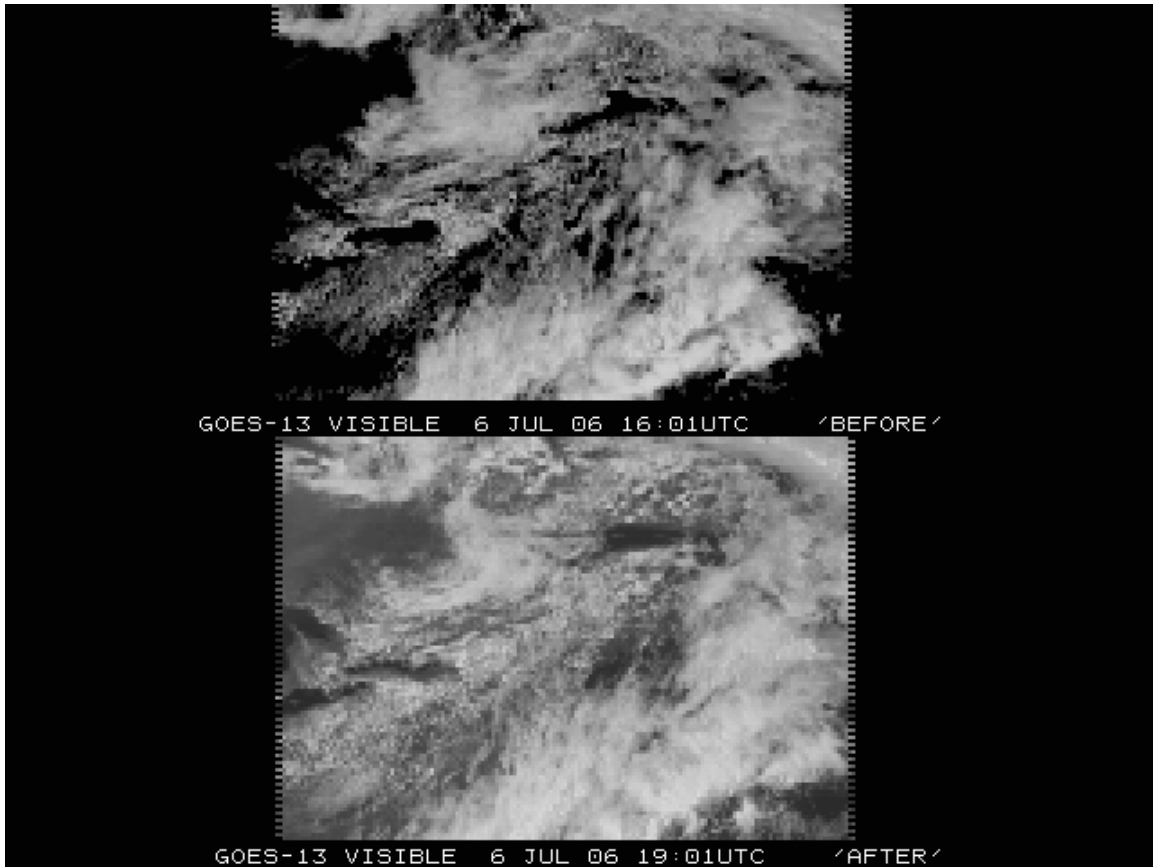 GOES-13 VISIBLE 6 JUL 06 16:01UTC /BEFORE/
GOES-13 VISIBLE 6 JUL 06 19:01UTC /AFTER/